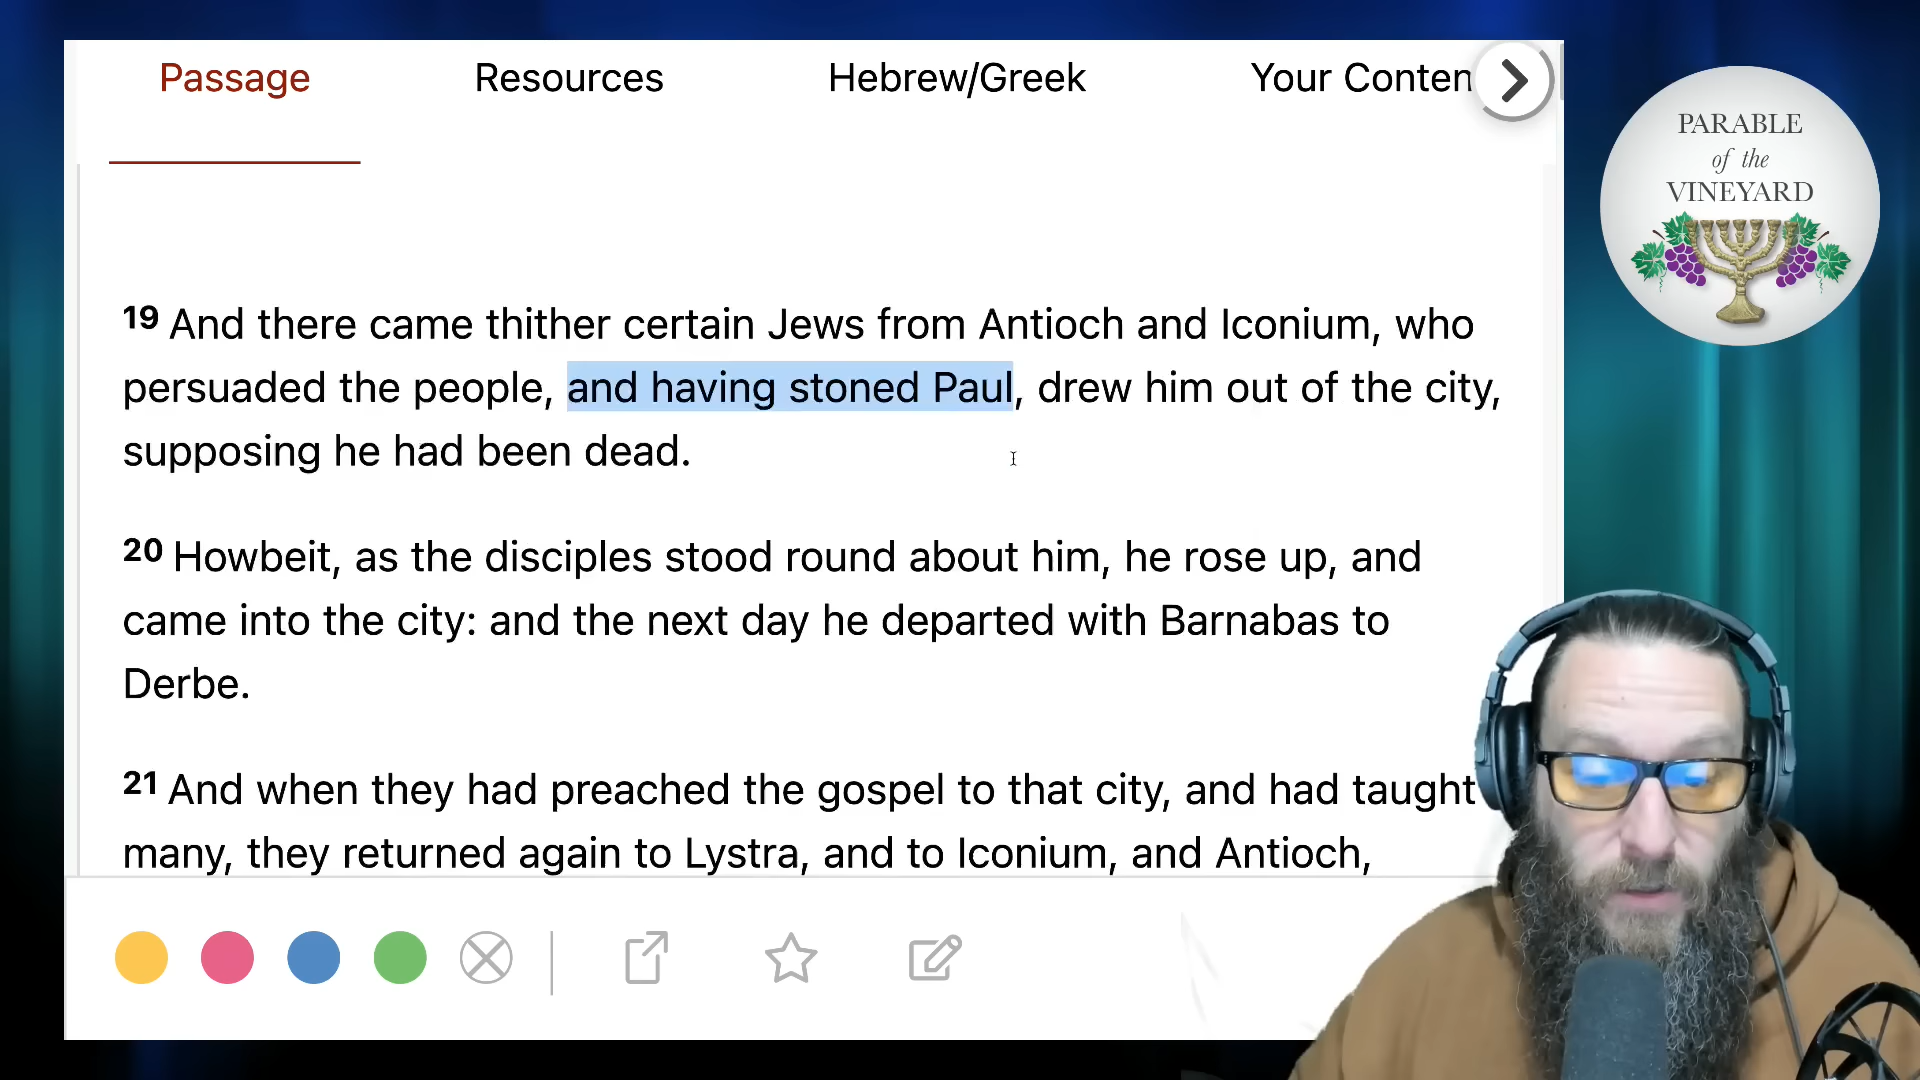 Passage
Resources
Hebrew/Greek
Your Conten
PARABLE
of the
VINEYARD
19 And there came thither certain Jews from Antioch and Iconium, who
persuaded the people, and having stoned Paul, drew him out of the city,
supposing he had been dead.
20 Howbeit, as the disciples stood round about him, he rose up, and
came into the city: and the next day he departed with Barnabas to
Derbe.
21 And when they had preached the gospel to that city, and had taught
many, they returned again to Lystra, and to Iconium, and Antioch,